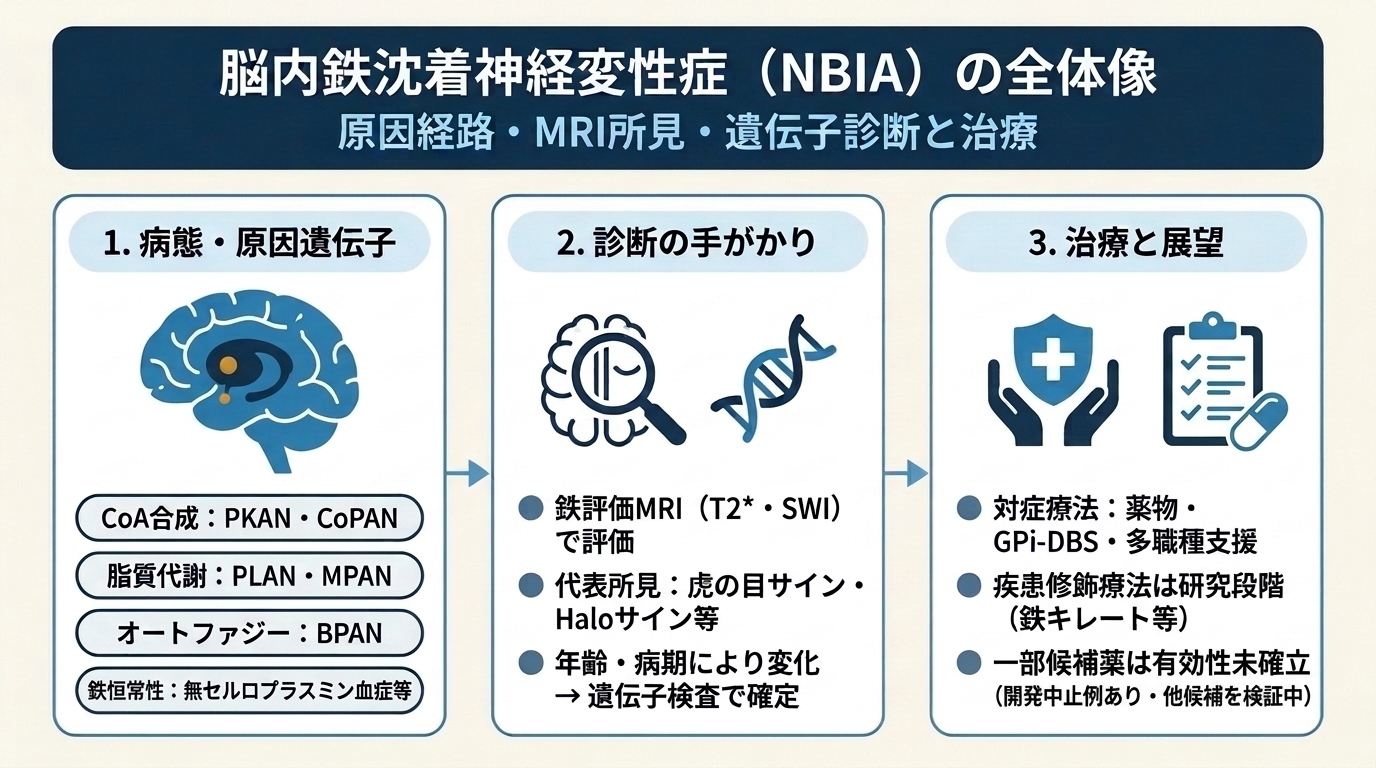 脳内鉄沈着神経変性症（NBIA）の全体像
原因経路・MRI所見・遺伝子診断と治療
1. 病態・原因遺伝子
CoA合成：PKAN・CoPAN
脂質代謝：PLAN・MPAN
オートファジー：BPAN
鉄恒常性：無セルロプラスミン血症等
2. 診断の手がかり
鉄評価MRI（T2*・SWI）
で評価
代表所見：虎の目サイン・
Haloサイン等
年齢・病期により変化
→ 遺伝子検査で確定
3. 治療と展望
対症療法：薬物・
GPi-DBS・多職種支援
疾患修飾療法は研究段階
（鉄キレート等）
一部候補薬は有効性未確立
（開発中止例あり・他候補を検証中）